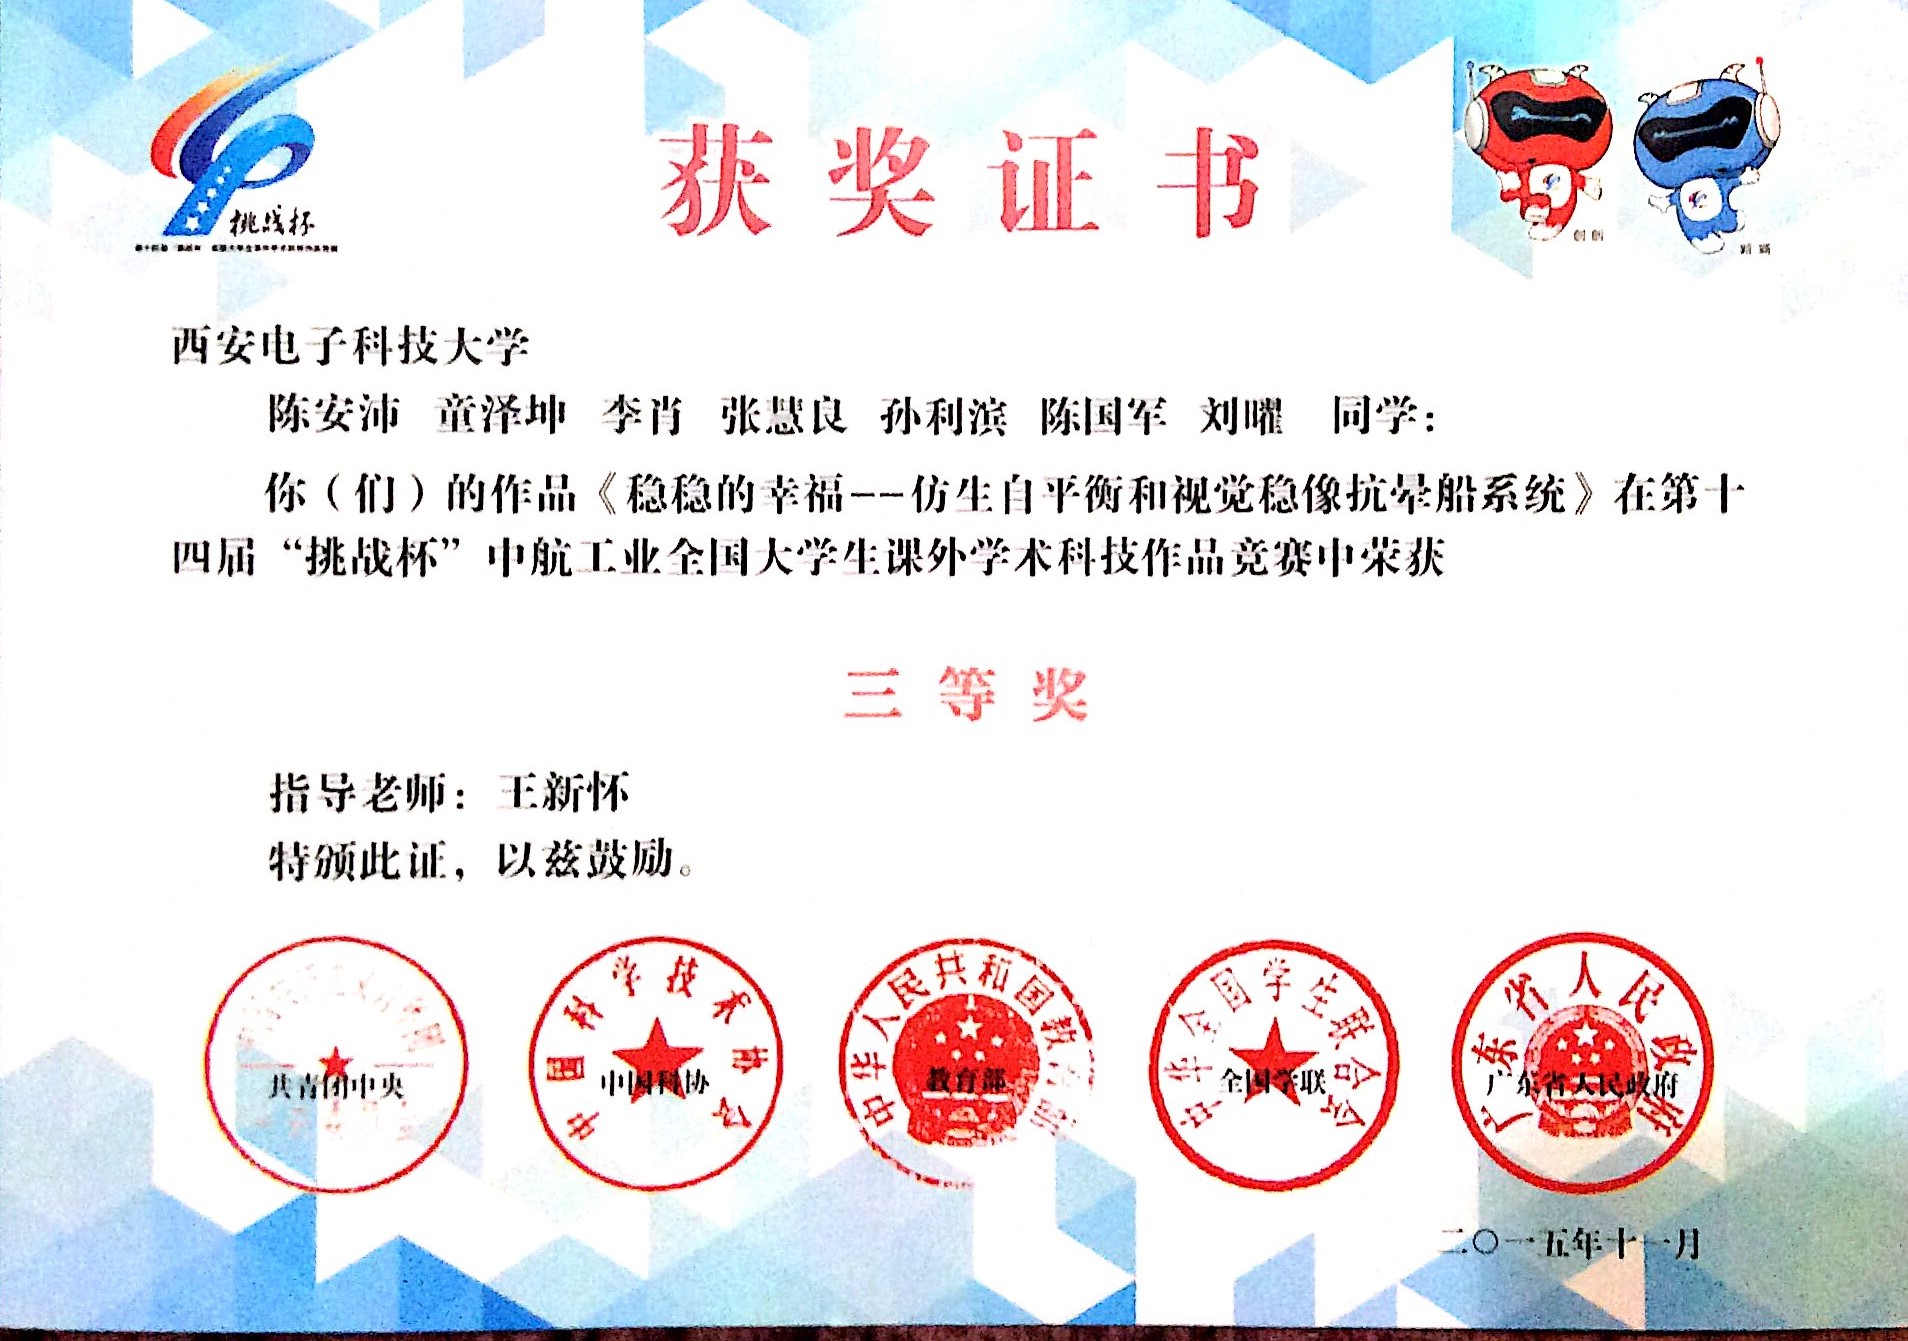 挑战杯
获奖证书
创创
西安电子科技大学
陈安沛 童泽坤 李肖 张慧良 孙利滨 陈国军 刘曜 同学：
你（们）的作品《稳稳的幸福--仿生自平衡和视觉稳像抗晕船系统》在第十
四届“挑战杯”中航工业全国大学生课外学术科技作品竞赛中荣获
三等奖
指导老师：王新怀
特颁此证，以兹鼓励。
中国科学技术协会
中华人民共和国教育部
中华全国学生联合会
广东省人民政府
共青团中央
中国科协
教育部
全国学联
广东省人民政府
二〇一五年十一月